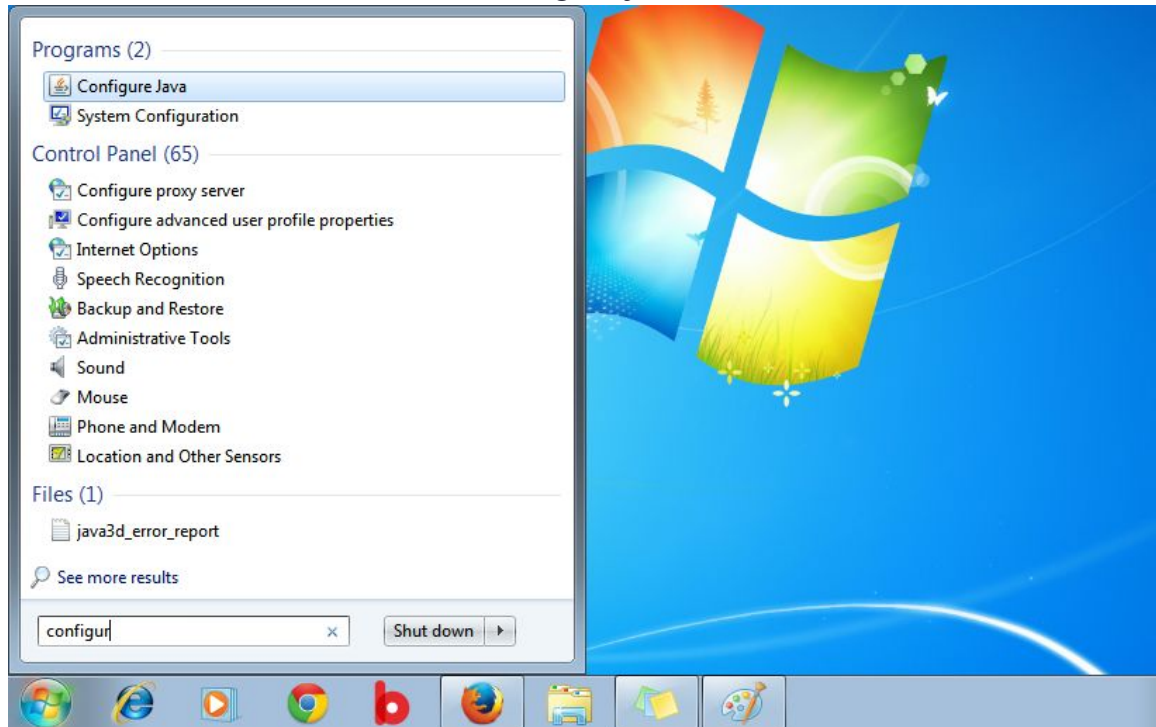 Programs (2)
Configure Java
System Configuration
Control Panel (65)
Configure proxy server
Configure advanced user profile properties
Internet Options
Speech Recognition
Backup and Restore
Administrative Tools
Sound
Mouse
Phone and Modem
Location and Other Sensors
Files (1)
java3d_error_report
See more results
configur
Shut down
b